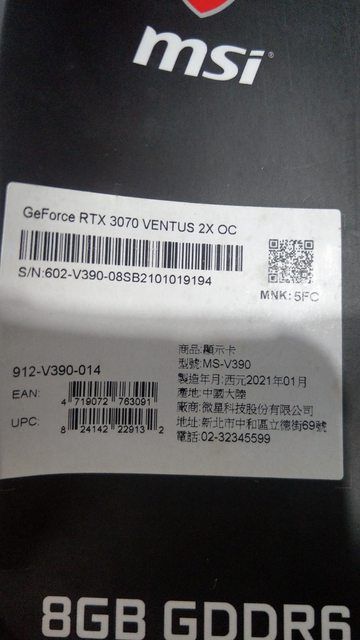 msi
GeForce RTX 3070 VENTUS 2X OC
S/N:602-V390-08SB2101019194
MNK: 5FC
912-V390-014
EAN:
4 719072 763091
UPC:
8 24142 22913 2
商品:顯示卡
型號:MS-V390
製造年月:西元2021年01月
產地:中國大陸
廠商:微星科技股份有限公司
地址:新北市中和區立德街69號
電話:02-32345599
8GB GDDR6